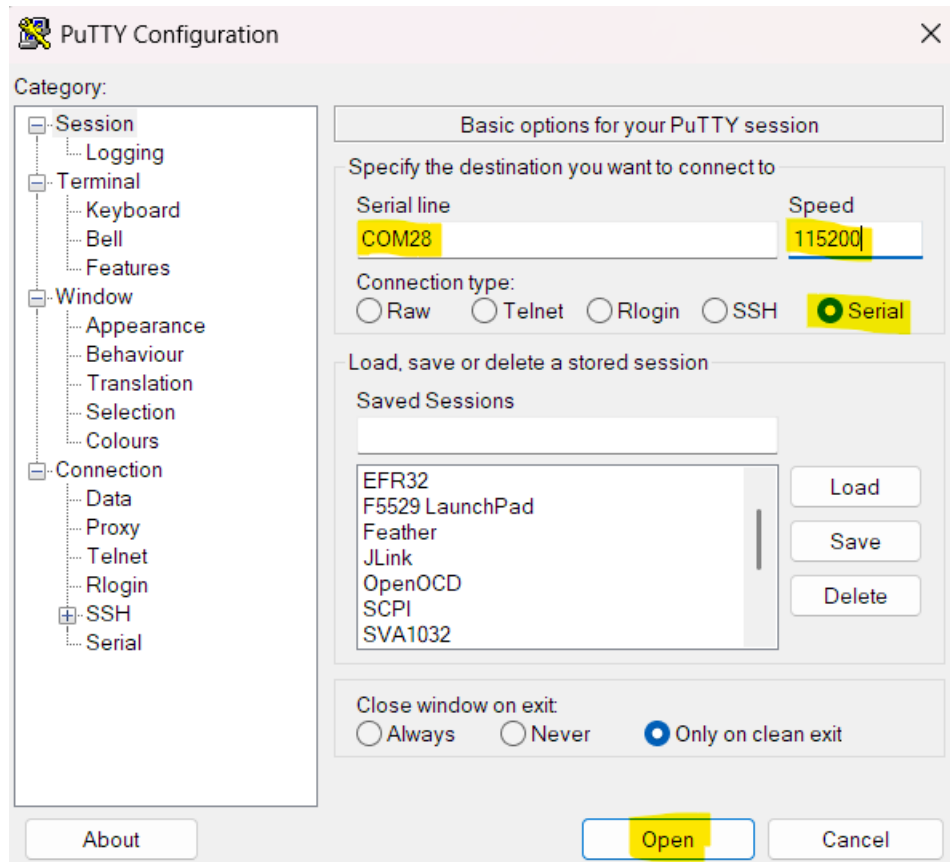 PuTTY Configuration
Category:
Session
Logging
Terminal
Keyboard
Bell
Features
Window
Appearance
Behaviour
Translation
Selection
Colours
Connection
Data
Proxy
Telnet
Rlogin
SSH
Serial
Basic options for your PuTTY session
Specify the destination you want to connect to
Serial line Speed
COM28 115200
Connection type:
Raw Telnet Rlogin SSH Serial
Load, save or delete a stored session
Saved Sessions
EFR32
F5529 LaunchPad
Feather
JLink
OpenOCD
SCPI
SVA1032
Load
Save
Delete
Close window on exit:
Always Never Only on clean exit
About Open Cancel